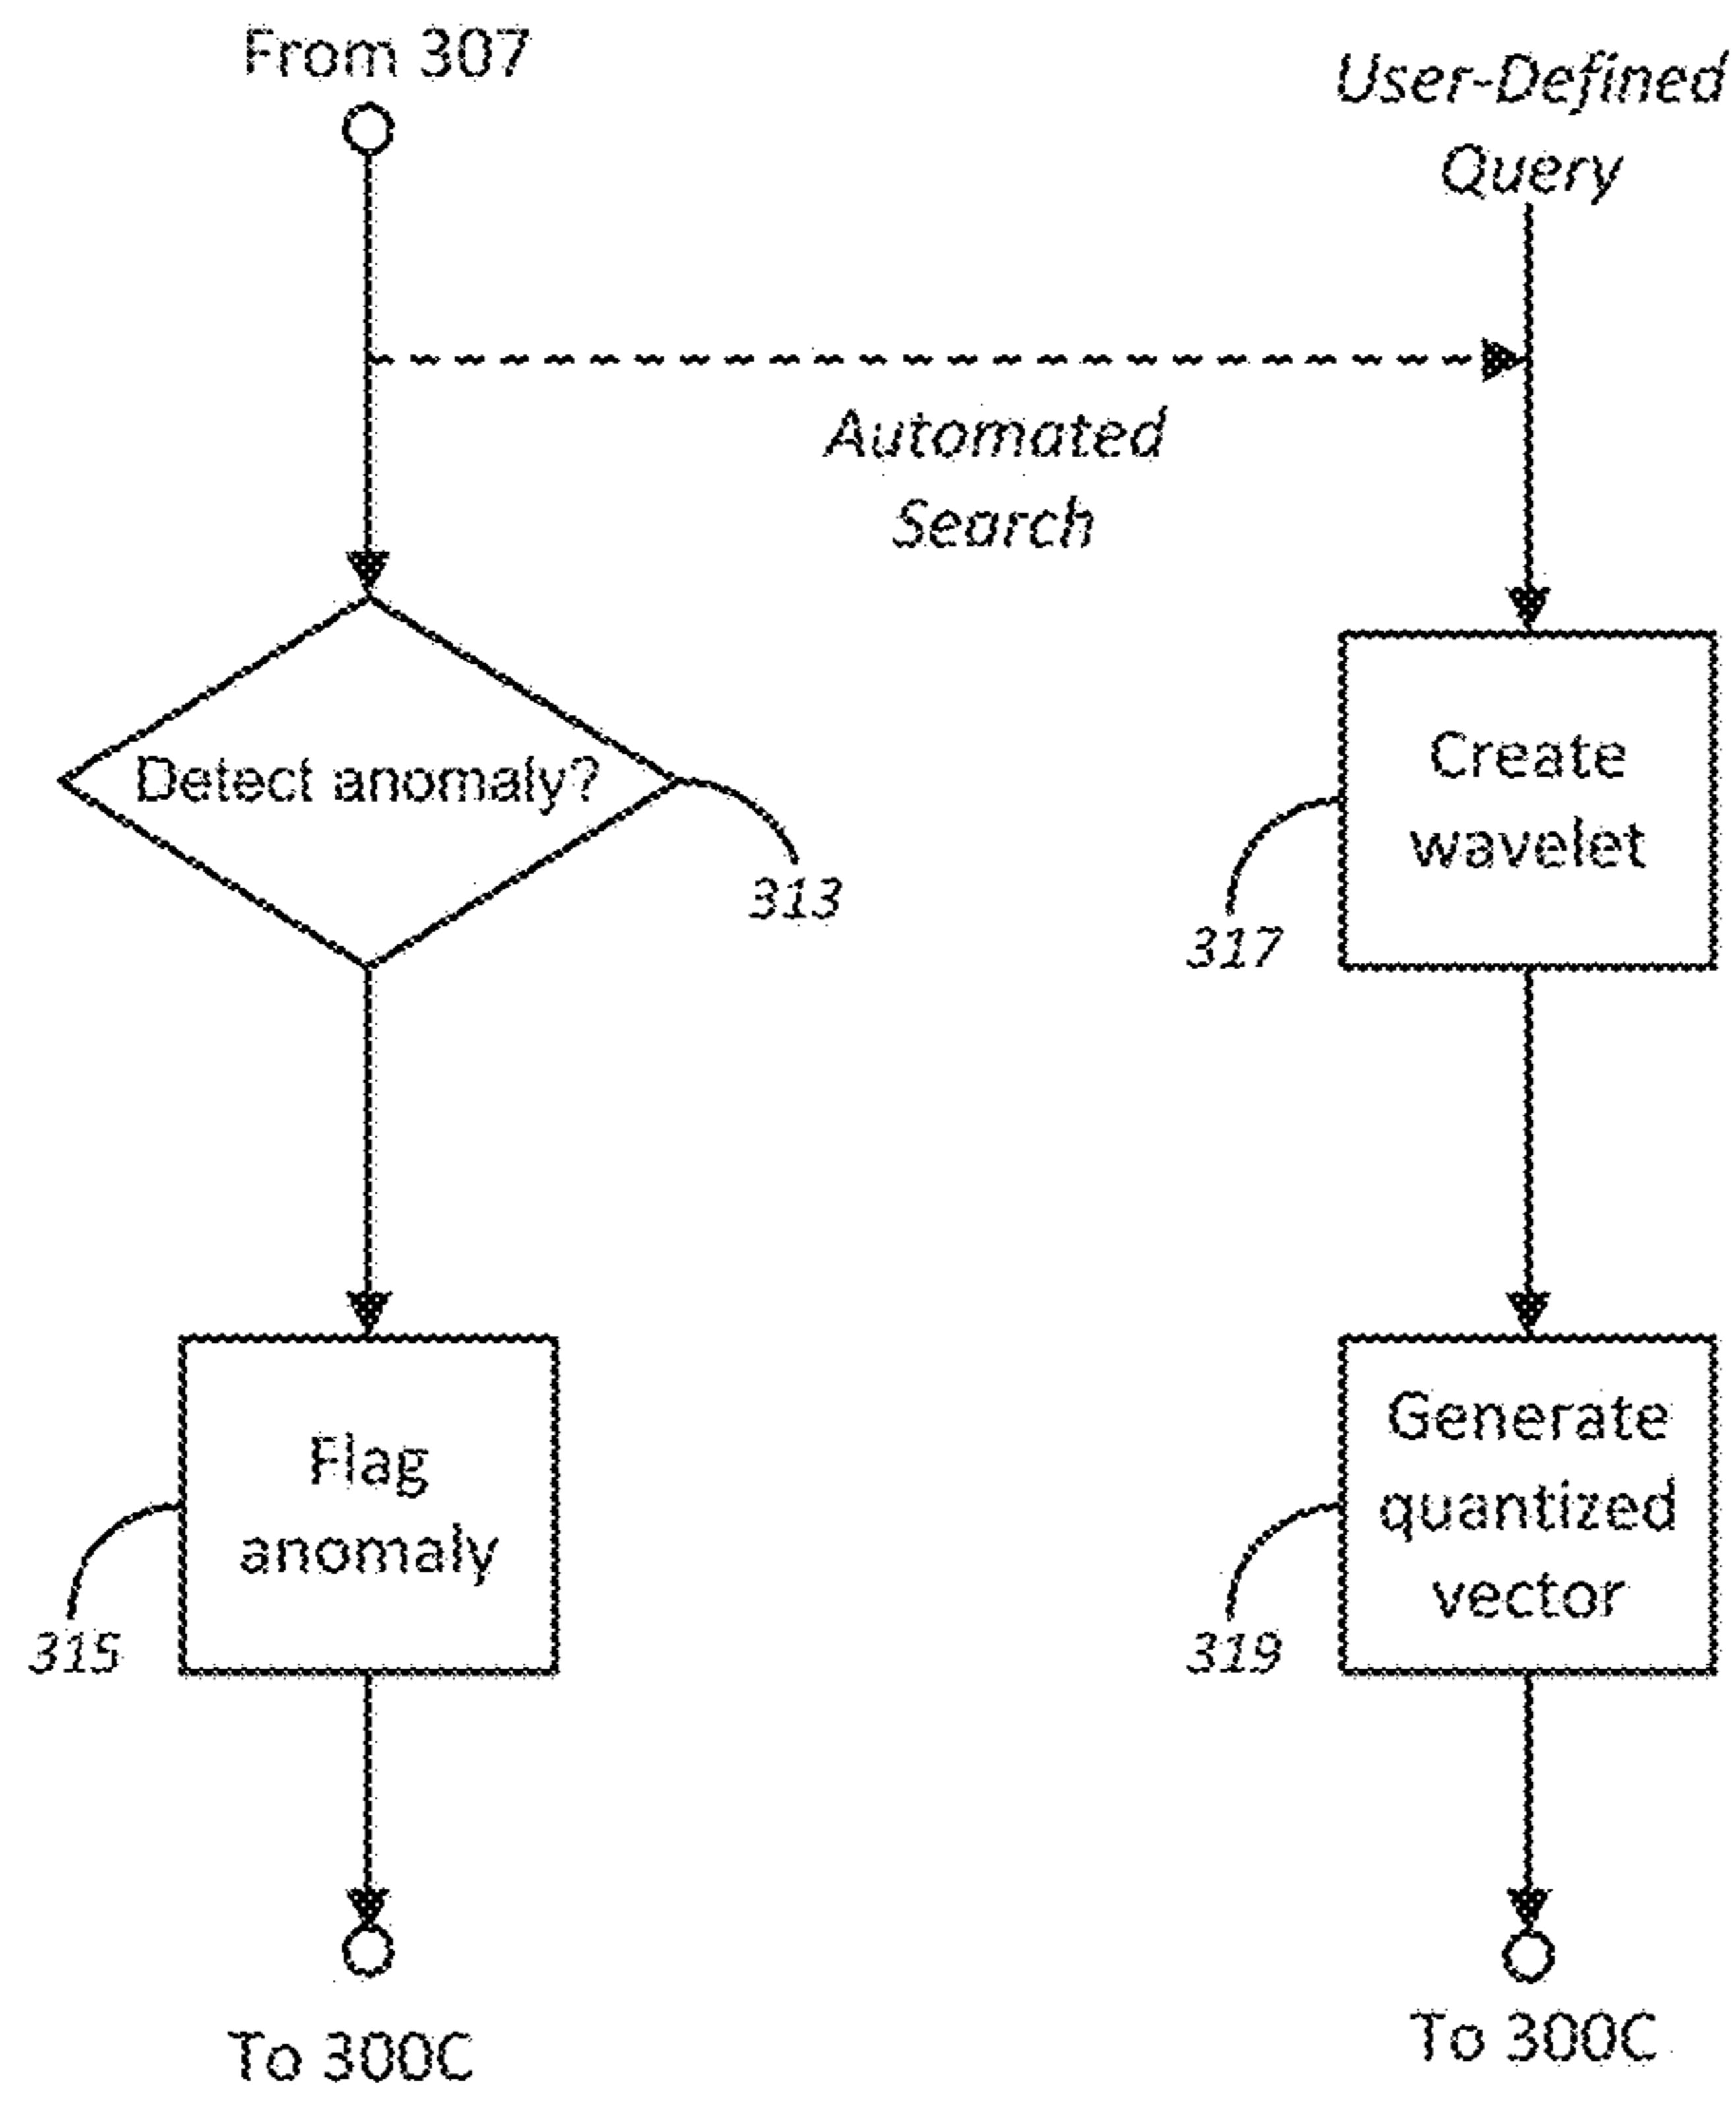 From 307
User-Defined
Query
Automated
Search
Detect anomaly?
313
Create
wavelet
317
Flag
anomaly
315
Generate
quantized
vector
319
To 300C
To 300C